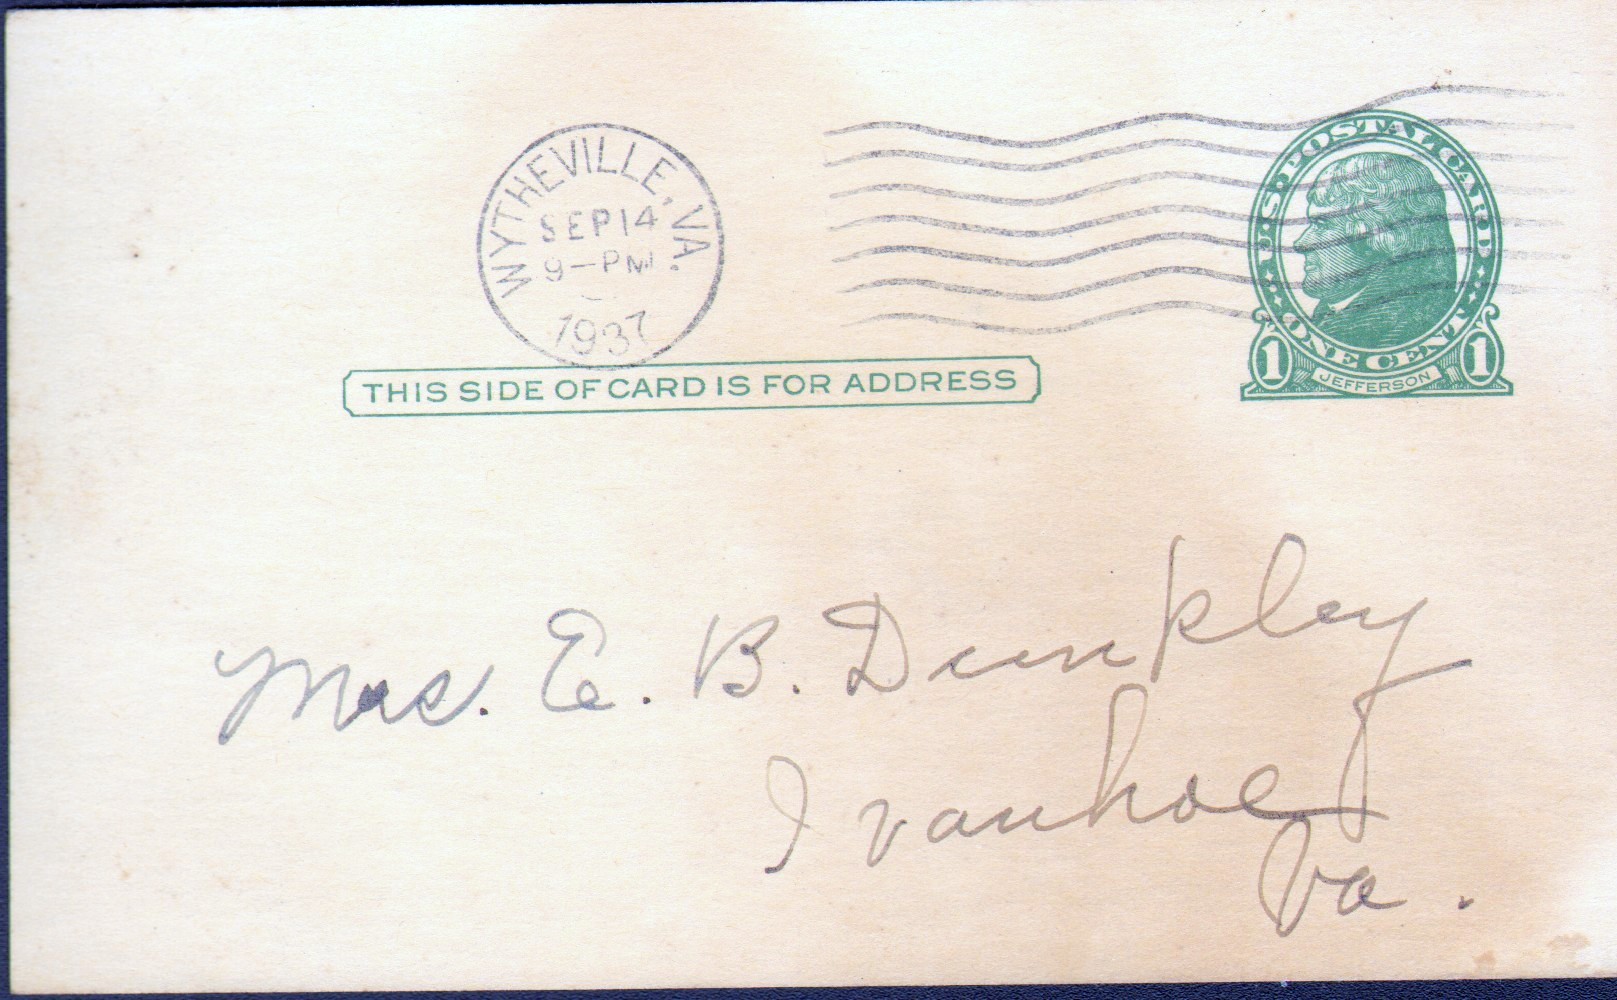 WYTHEVILLE, VA.
SEP 14
9-PM
1937
U.S. POSTAL CARD
ONE CENT
1 JEFFERSON 1
THIS SIDE OF CARD IS FOR ADDRESS
Mrs. E. B. Dunkley
Ivanhoe
Va.